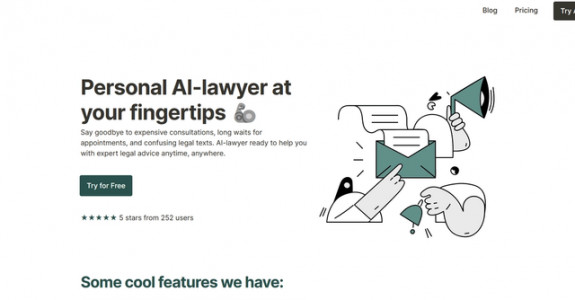 Blog Pricing Try
Personal AI-lawyer at
your fingertips 🦾
Say goodbye to expensive consultations, long waits for
appointments, and confusing legal texts. AI-lawyer ready to help you
with expert legal advice anytime, anywhere.
Try for Free
★★★★★ 5 stars from 252 users
Some cool features we have: